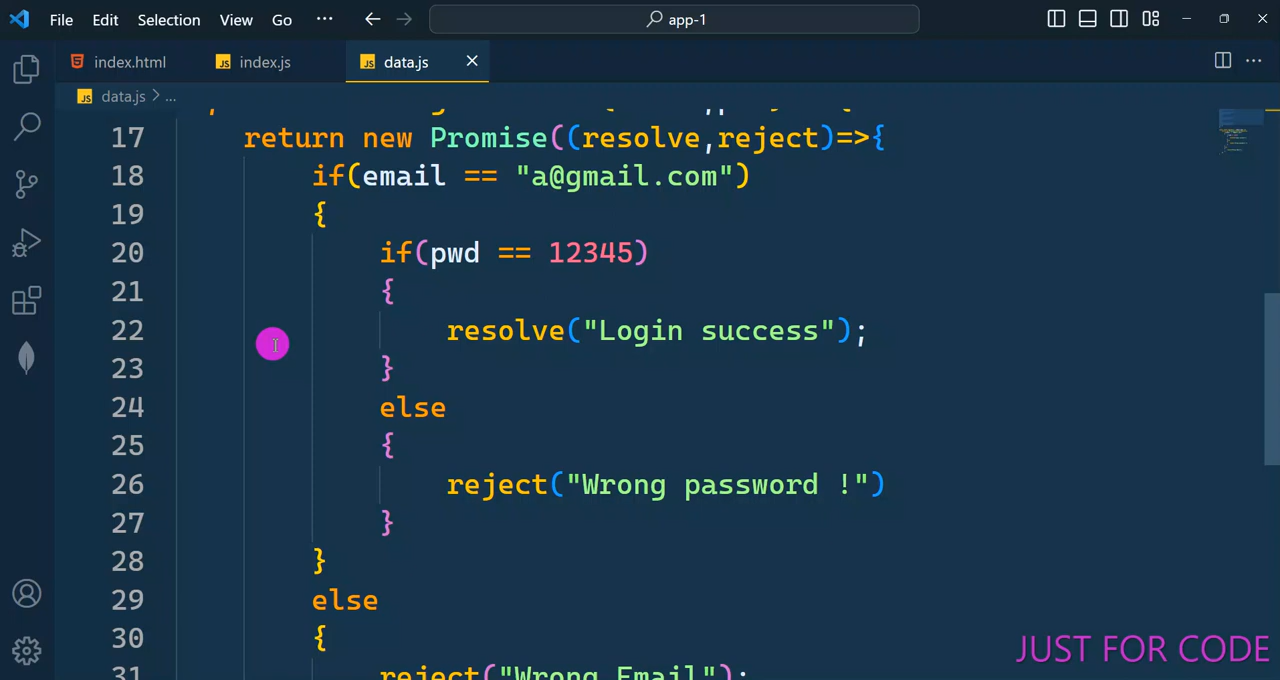 File Edit Selection View Go ··· app-1
index.html index.js data.js
data.js > ...
17 return new Promise((resolve,reject)=>{
18 if(email == "a@gmail.com")
19 {
20 if(pwd == 12345)
21 {
22 resolve("Login success");
23 }
24 else
25 {
26 reject("Wrong password !")
27 }
28 }
29 else
30 {
31 reject("Wrong Email");
JUST FOR CODE